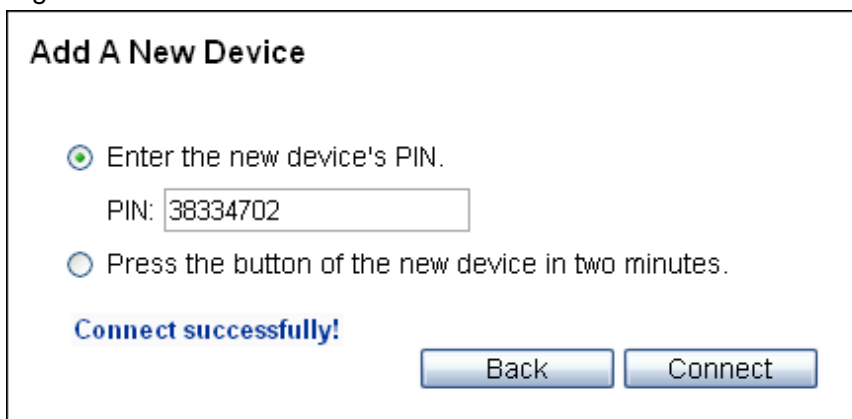 Add A New Device
Enter the new device's PIN.
PIN: 38334702
Press the button of the new device in two minutes.
Connect successfully!
Back Connect